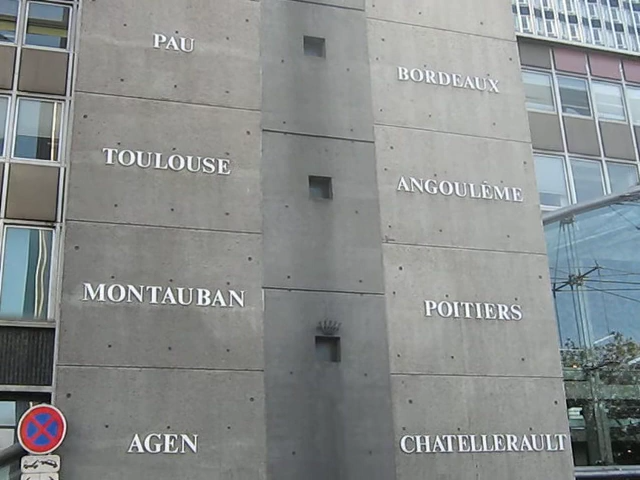 PAU
TOULOUSE
MONTAUBAN
AGEN
BORDEAUX
ANGOULÊME
POITIERS
CHATELLERAULT